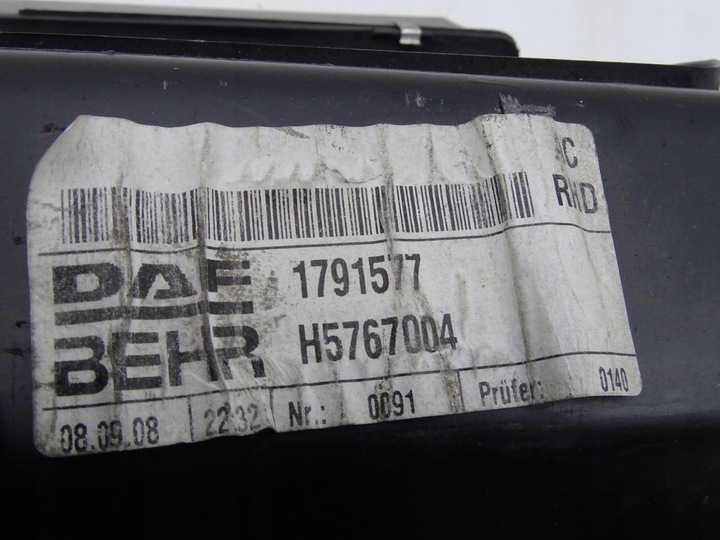 C
RHD
DAF 1791577
BEHR H5767004
08.09.08 22:32 Nr.: 0091 Prüfer: 0140